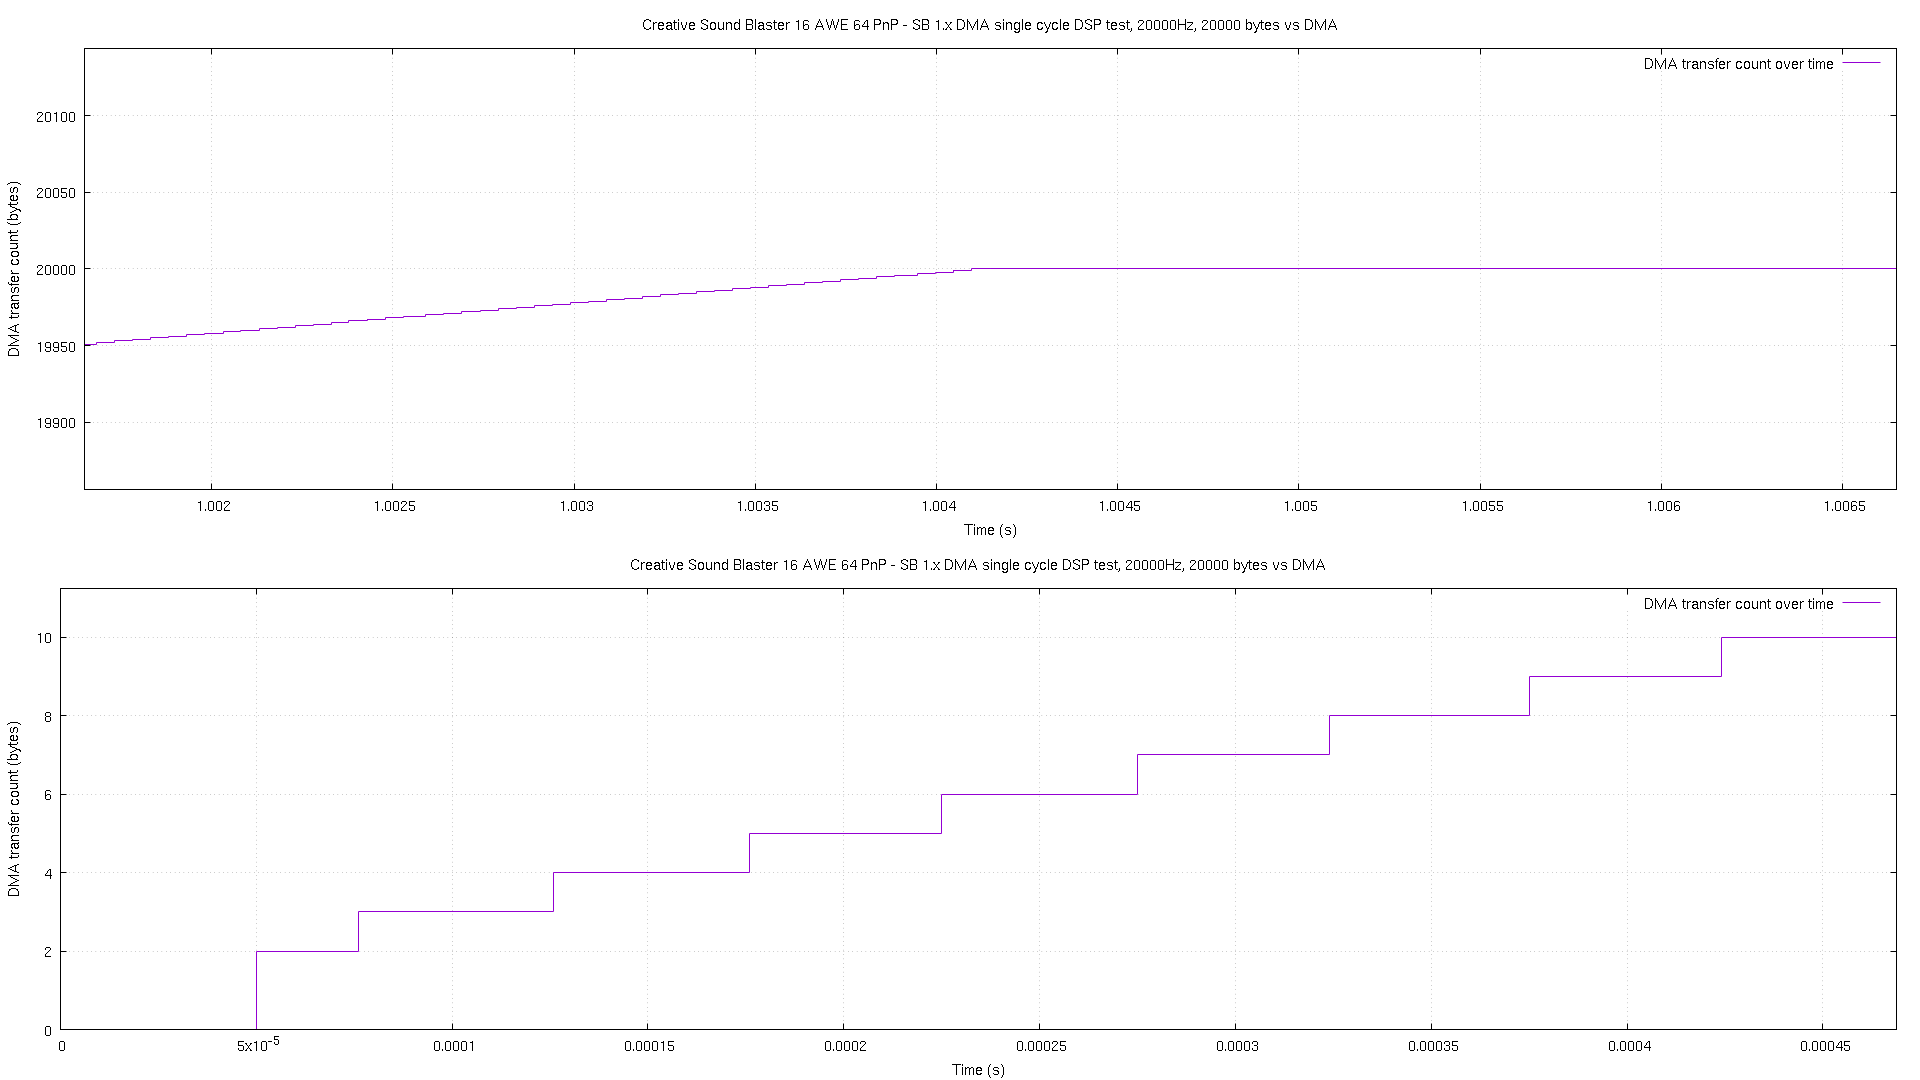 Creative Sound Blaster 16 AWE 64 PnP - SB 1.x DMA single cycle DSP test, 20000Hz, 20000 bytes vs DMA
DMA transfer count over time
20100
20050
20000
19950
19900
DMA transfer count (bytes)
1.002 1.0025 1.003 1.0035 1.004 1.0045 1.005 1.0055 1.006 1.0065
Time (s)
Creative Sound Blaster 16 AWE 64 PnP - SB 1.x DMA single cycle DSP test, 20000Hz, 20000 bytes vs DMA
DMA transfer count over time
10
8
6
4
2
0
DMA transfer count (bytes)
0 5x10-5 0.0001 0.00015 0.0002 0.00025 0.0003 0.00035 0.0004 0.00045
Time (s)